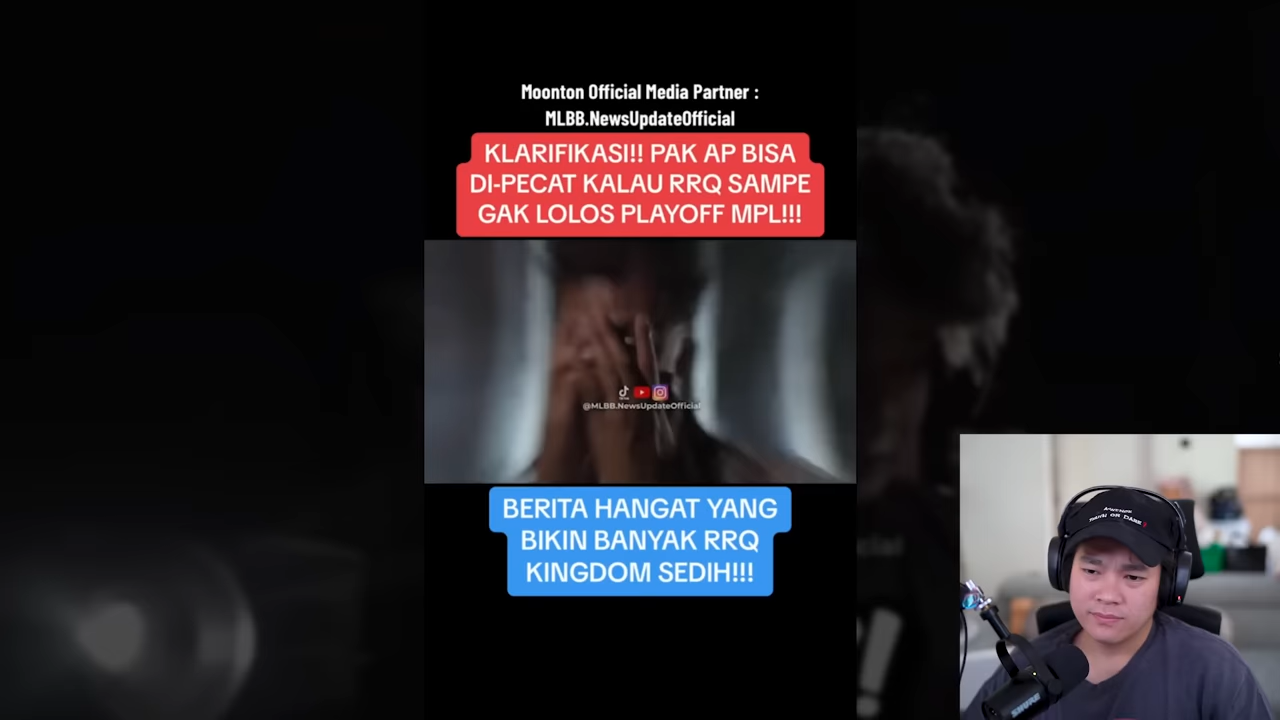 Moonton Official Media Partner :
MLBB.NewsUpdateOfficial
KLARIFIKASI!! PAK AP BISA
DI-PECAT KALAU RRQ SAMPE
GAK LOLOS PLAYOFF MPL!!!
@MLBB.NewsUpdateOfficial
BERITA HANGAT YANG
BIKIN BANYAK RRQ
KINGDOM SEDIH!!!
SHURE